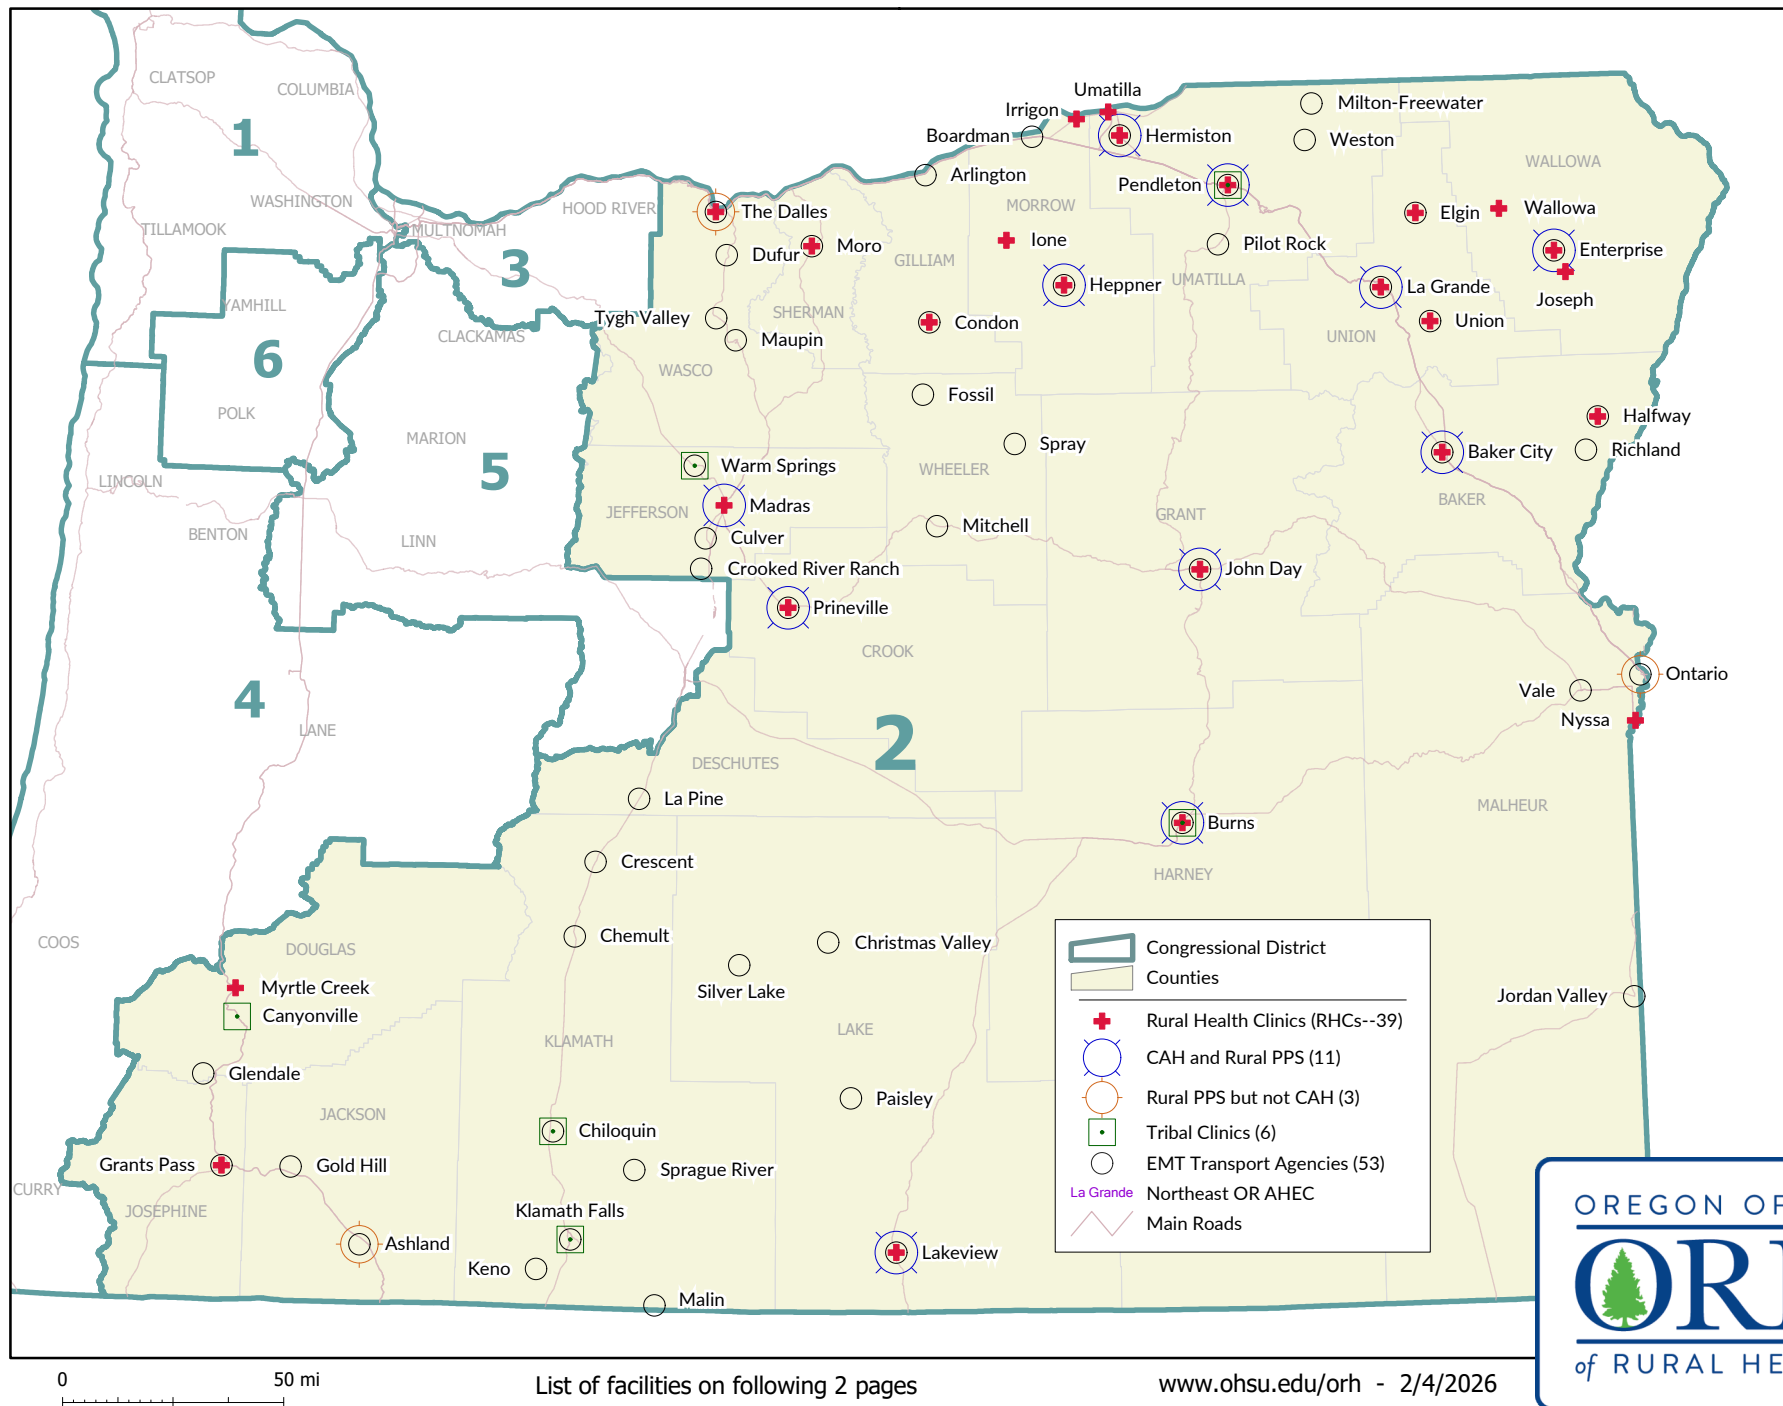 CLATSOP
COLUMBIA
1
WASHINGTON
TILLAMOOK
MULTNOMAH
HOOD RIVER
3
YAMHILL
CLACKAMAS
6
POLK
MARION
5
LINCOLN
BENTON
LINN
4
LANE
COOS
DOUGLAS
CURRY
JOSEPHINE
JACKSON
KLAMATH
LAKE
DESCHUTES
2
CROOK
JEFFERSON
WASCO
SHERMAN
GILLIAM
MORROW
UMATILLA
UNION
WALLOWA
WHEELER
GRANT
BAKER
MALHEUR
HARNEY
Umatilla
Irrigon
Boardman
Hermiston
Milton-Freewater
Weston
Arlington
Pendleton
The Dalles
Elgin
Wallowa
Dufur
Moro
Ione
Pilot Rock
Enterprise
Heppner
La Grande
Joseph
Tygh Valley
Condon
Union
Maupin
Fossil
Halfway
Spray
Baker City
Richland
Warm Springs
Madras
Mitchell
Culver
Crooked River Ranch
John Day
Prineville
Ontario
Vale
Nyssa
La Pine
Burns
Crescent
Chemult
Christmas Valley
Silver Lake
Myrtle Creek
Canyonville
Jordan Valley
Glendale
Paisley
Chiloquin
Grants Pass
Gold Hill
Sprague River
Klamath Falls
Ashland
Lakeview
Keno
Malin
Congressional District
Counties
Rural Health Clinics (RHCs--39)
CAH and Rural PPS (11)
Rural PPS but not CAH (3)
Tribal Clinics (6)
EMT Transport Agencies (53)
La Grande Northeast OR AHEC
Main Roads
OREGON OF
OR
of RURAL HE
0 50 mi
List of facilities on following 2 pages
www.ohsu.edu/orh - 2/4/2026